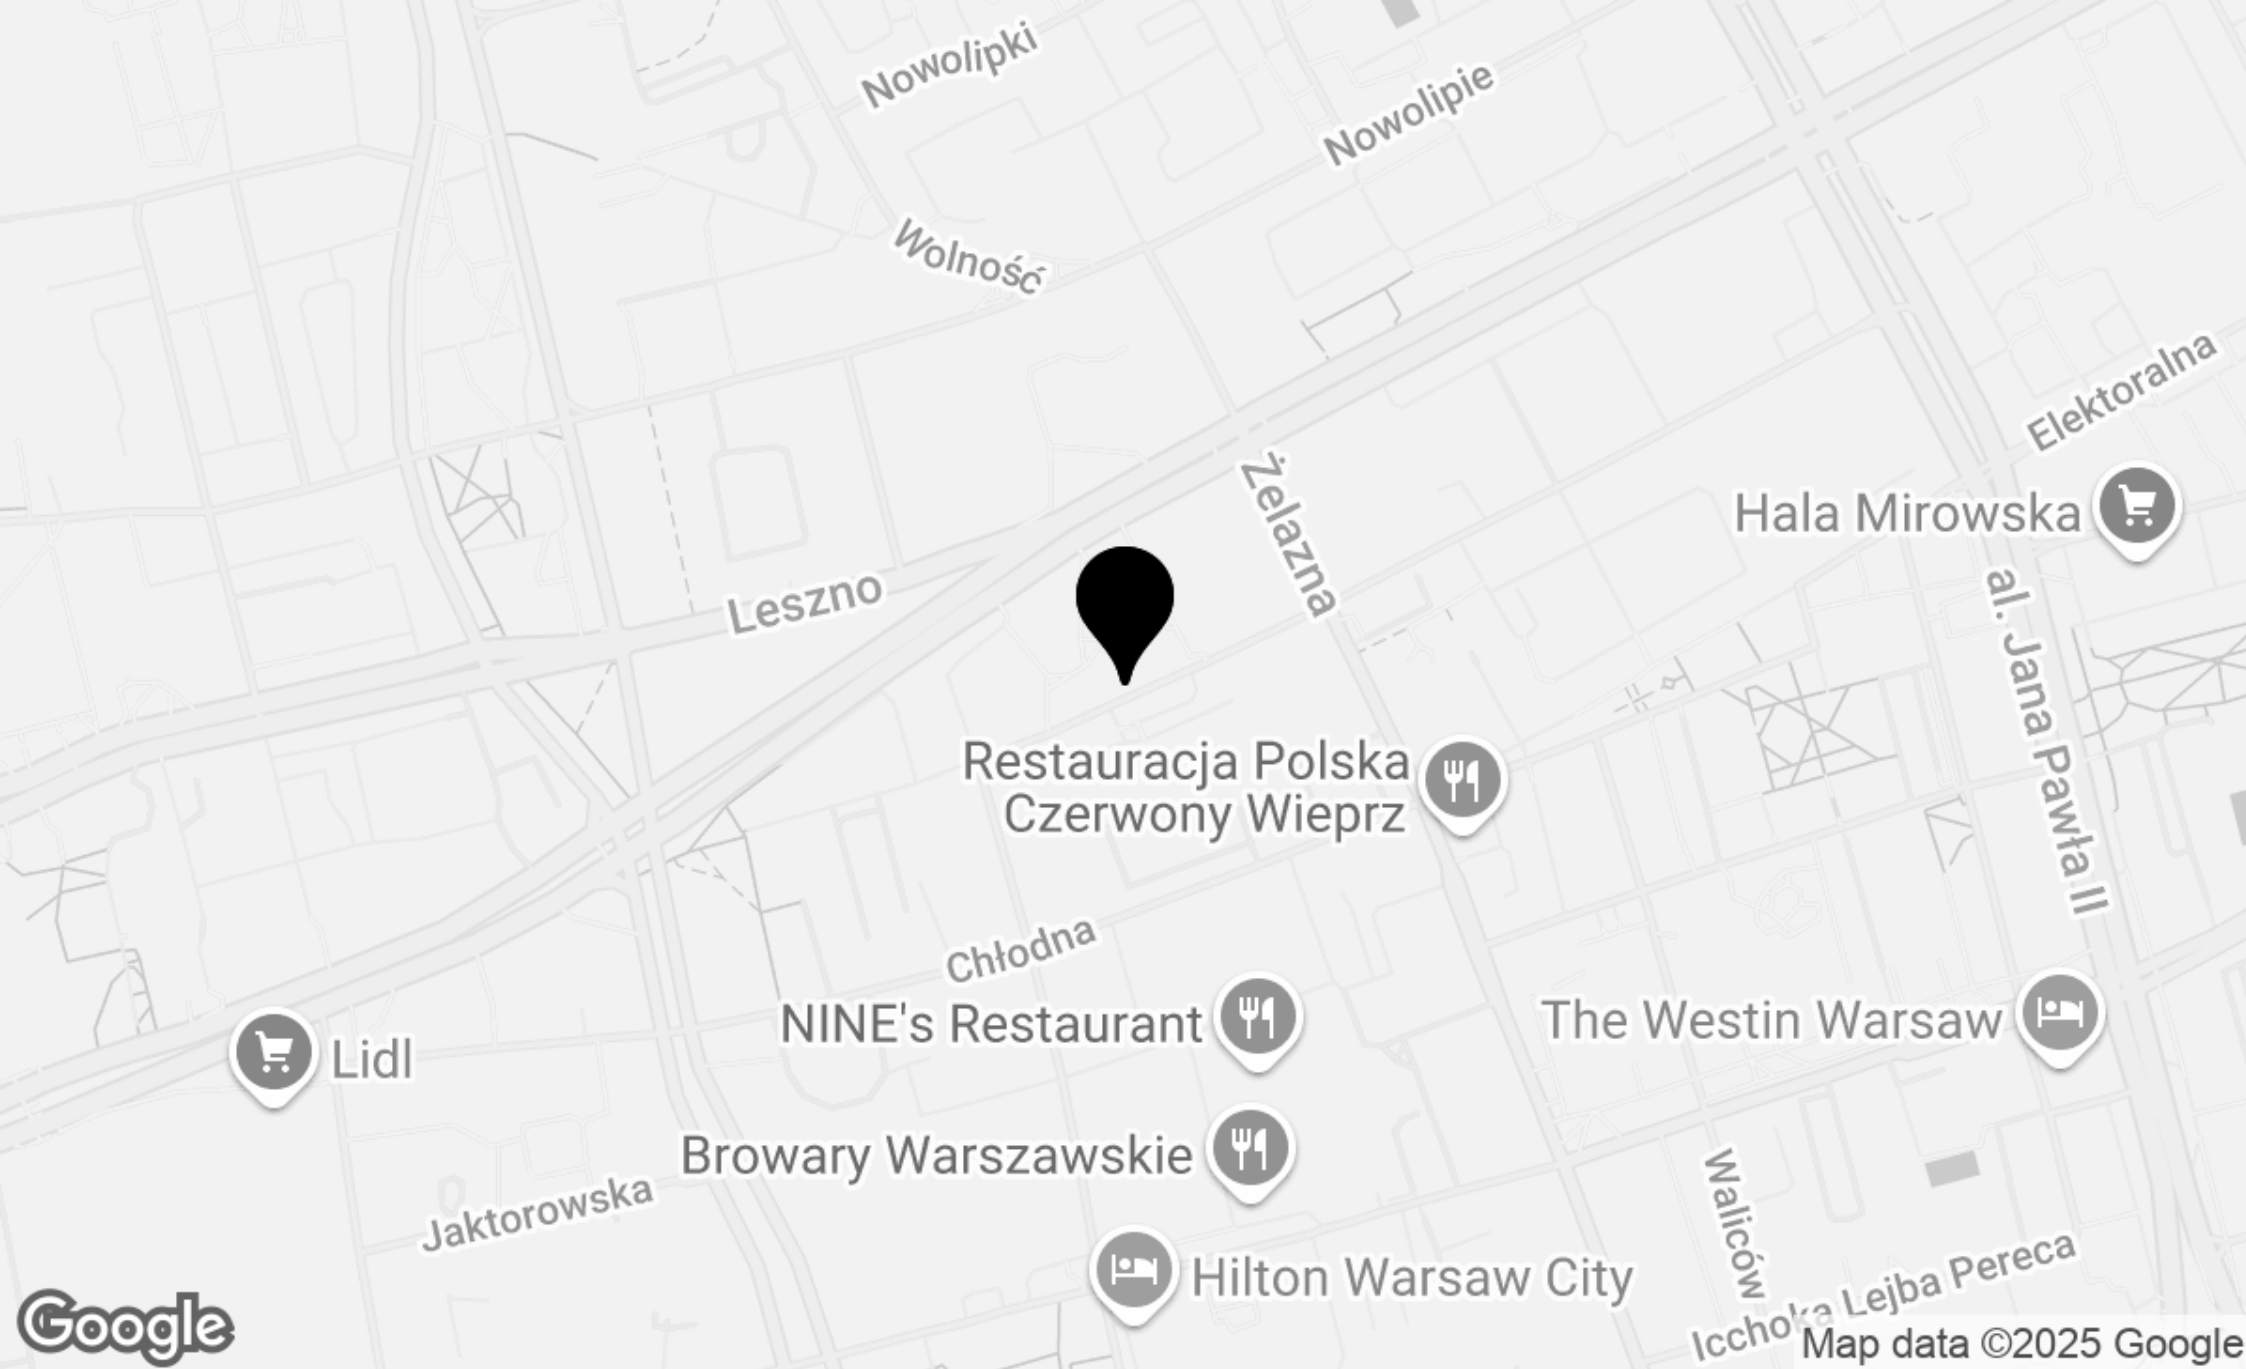 Nowolipki
Nowolipie
Wolność
Elektoralna
Żelazna
Hala Mirowska
Leszno
al. Jana Pawła II
Restauracja Polska
Czerwony Wieprz
Chłodna
NINE's Restaurant
The Westin Warsaw
Lidl
Browary Warszawskie
Jaktorowska
Waliców
Hilton Warsaw City
Icchoka Lejba Pereca
Google
Map data ©2025 Google